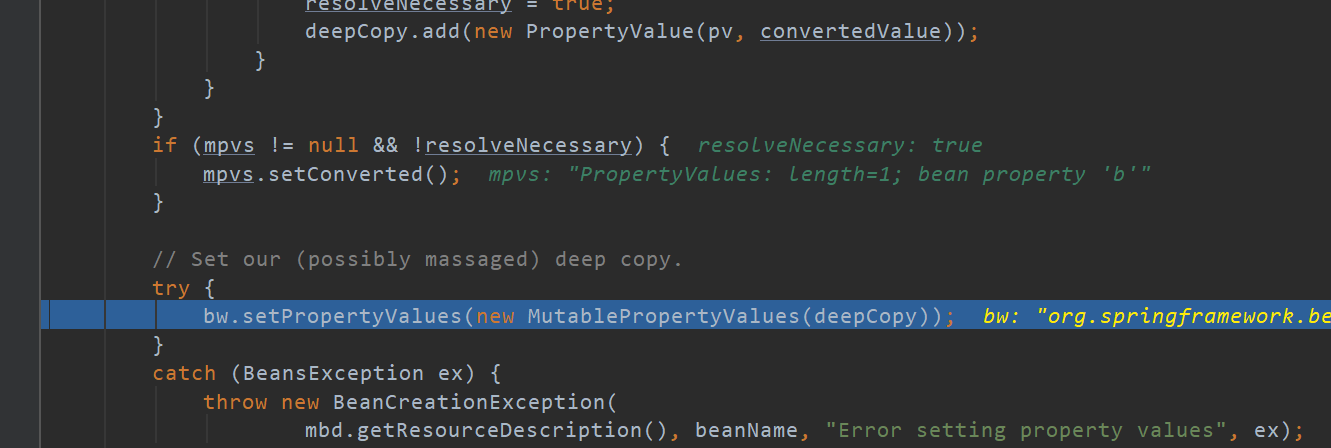 resolveNecessary = true;
deepCopy.add(new PropertyValue(pv, convertedValue));
}
}
}
if (mpvs != null && !resolveNecessary) { resolveNecessary: true
mpvs.setConverted(); mpvs: "PropertyValues: length=1; bean property 'b'"
}
// Set our (possibly massaged) deep copy.
try {
bw.setPropertyValues(new MutablePropertyValues(deepCopy)); bw: "org.springframework.be
}
catch (BeansException ex) {
throw new BeanCreationException(
mbd.getResourceDescription(), beanName, "Error setting property values", ex);